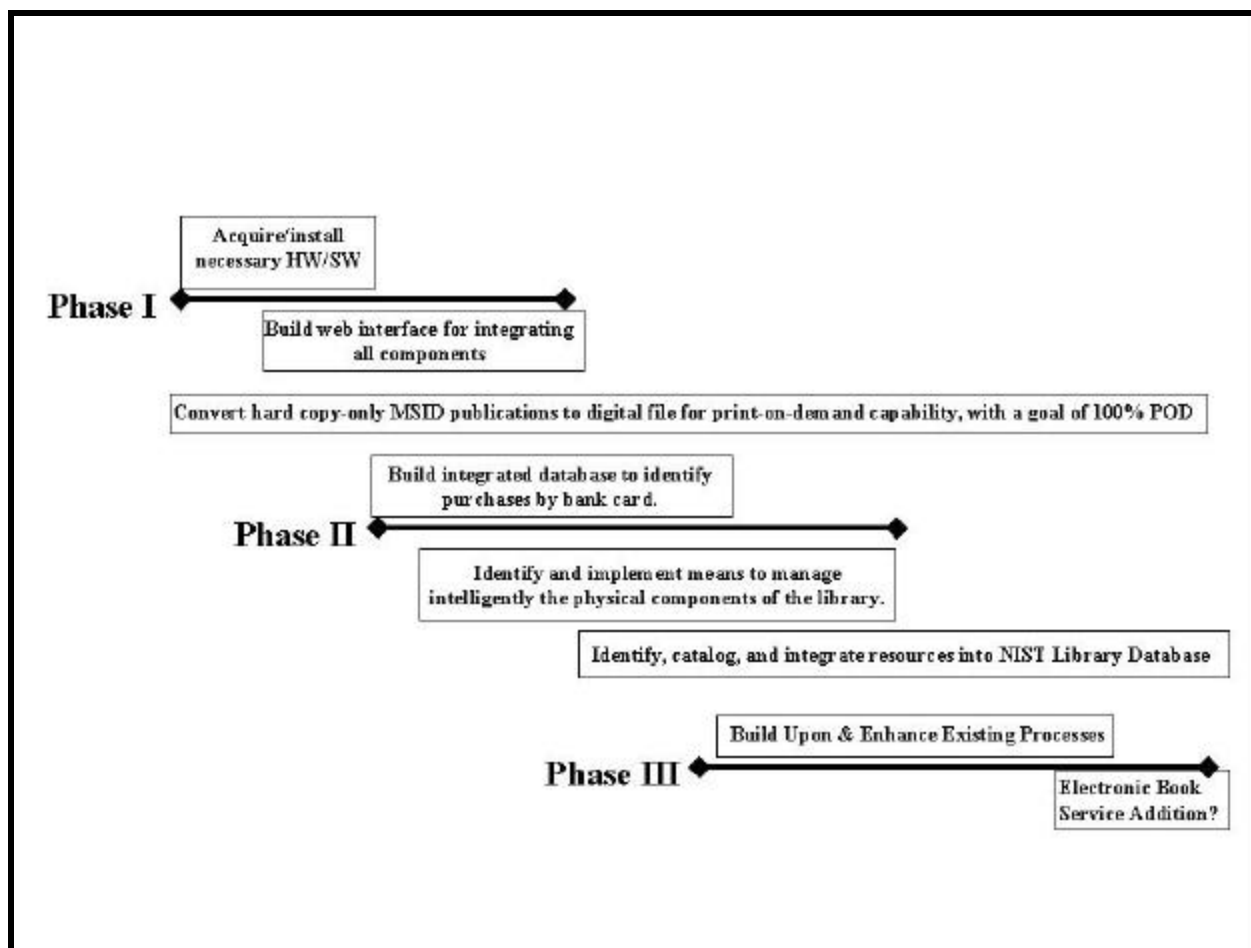 Acquire/install
necessary HW/SW
Phase I
Build web interface for integrating
all components
Convert hard copy-only MSID publications to digital file for print-on-demand capability, with a goal of 100% POD
Build integrated database to identify
purchases by bank card.
Phase II
Identify and implement means to manage
intelligently the physical components of the library.
Identify, catalog, and integrate resources into NIST Library Database
Build Upon & Enhance Existing Processes
Phase III
Electronic Book
Service Addition?